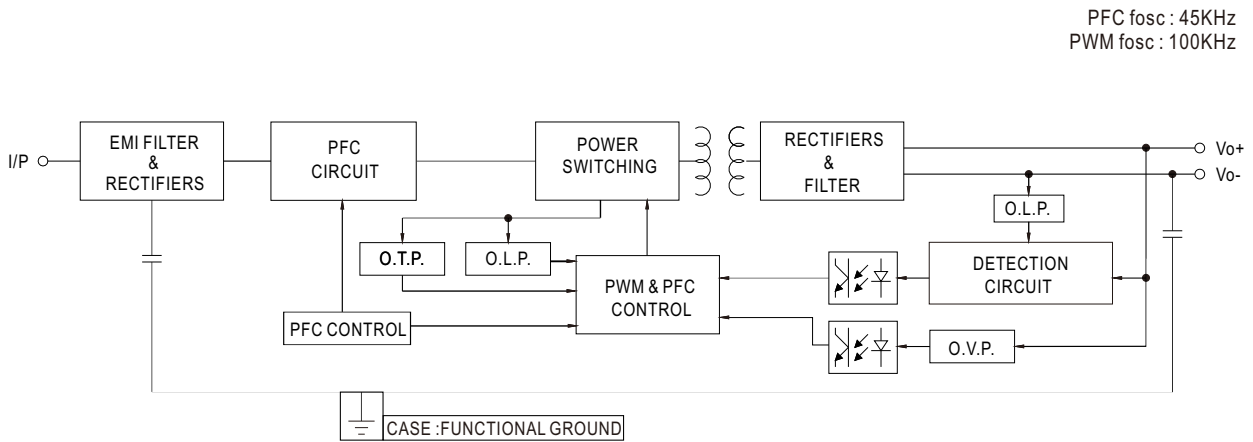 PFC fosc : 45KHz
PWM fosc : 100KHz
I/P
EMI FILTER
&
RECTIFIERS
PFC
CIRCUIT
POWER
SWITCHING
RECTIFIERS
&
FILTER
Vo+
Vo-
O.L.P.
O.T.P.
O.L.P.
PWM & PFC
CONTROL
DETECTION
CIRCUIT
PFC CONTROL
O.V.P.
CASE :FUNCTIONAL GROUND